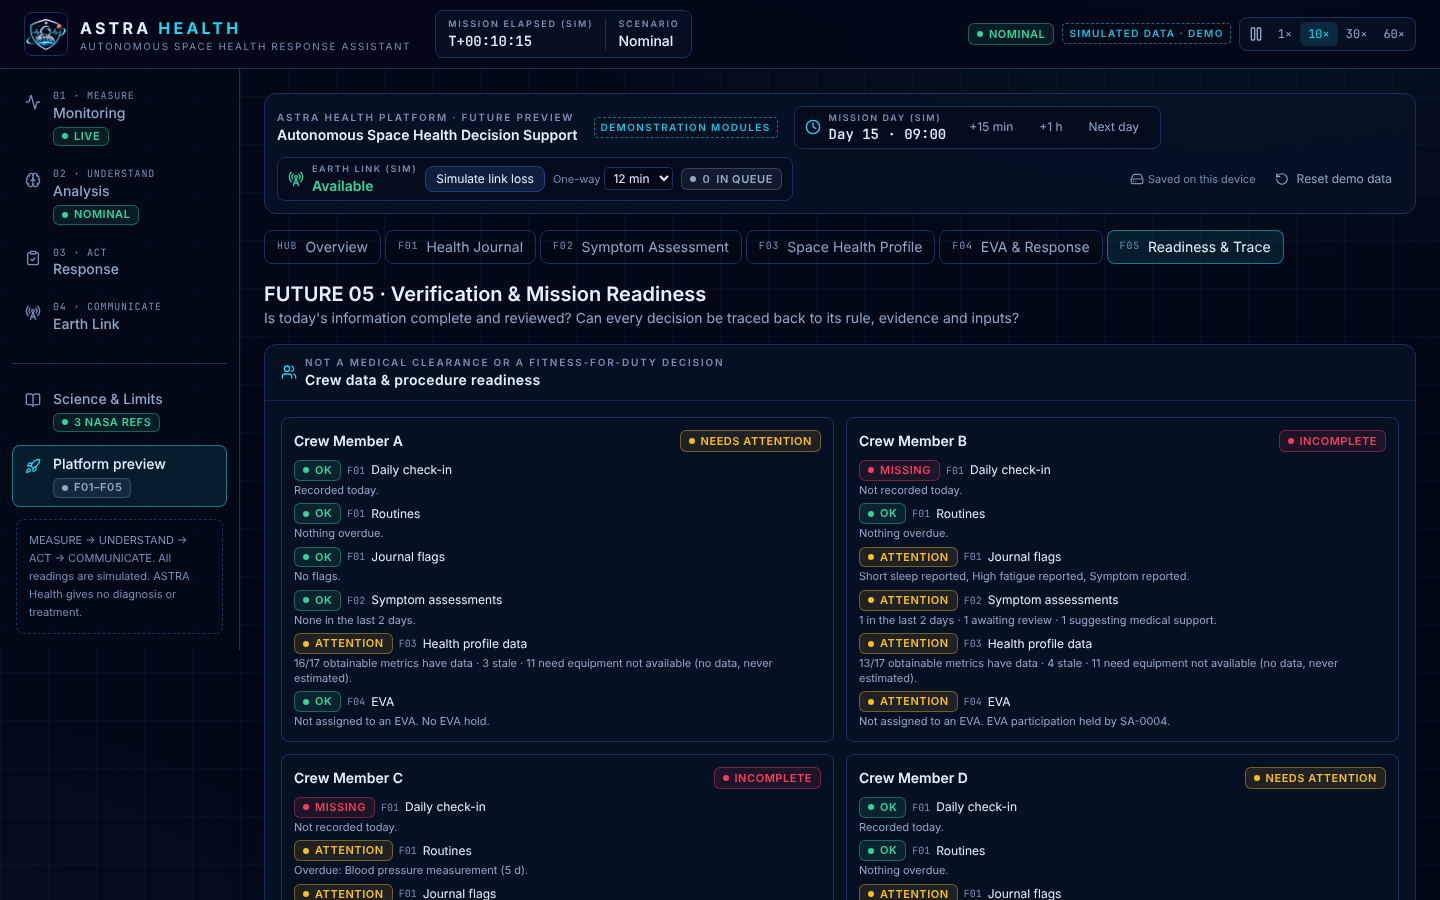 ASTRA HEALTH
AUTONOMOUS SPACE HEALTH RESPONSE ASSISTANT
MISSION ELAPSED (SIM)
T+00:10:15
SCENARIO
Nominal
NOMINAL
SIMULATED DATA · DEMO
1× 10× 30× 60×
01 · MEASURE
Monitoring
LIVE
02 · UNDERSTAND
Analysis
NOMINAL
03 · ACT
Response
04 · COMMUNICATE
Earth Link
Science & Limits
3 NASA REFS
Platform preview
F01–F05
MEASURE → UNDERSTAND →
ACT → COMMUNICATE. All
readings are simulated. ASTRA
Health gives no diagnosis or
treatment.
ASTRA HEALTH PLATFORM · FUTURE PREVIEW
Autonomous Space Health Decision Support
DEMONSTRATION MODULES
MISSION DAY (SIM)
Day 15 · 09:00
+15 min +1 h Next day
EARTH LINK (SIM)
Available
Simulate link loss
One-way 12 min
0 IN QUEUE
Saved on this device
Reset demo data
HUB Overview
F01 Health Journal
F02 Symptom Assessment
F03 Space Health Profile
F04 EVA & Response
F05 Readiness & Trace
FUTURE 05 · Verification & Mission Readiness
Is today's information complete and reviewed? Can every decision be traced back to its rule, evidence and inputs?
NOT A MEDICAL CLEARANCE OR A FITNESS-FOR-DUTY DECISION
Crew data & procedure readiness
Crew Member A NEEDS ATTENTION
OK F01 Daily check-in
Recorded today.
OK F01 Routines
Nothing overdue.
OK F01 Journal flags
No flags.
OK F02 Symptom assessments
None in the last 2 days.
ATTENTION F03 Health profile data
16/17 obtainable metrics have data · 3 stale · 11 need equipment not available (no data, never
estimated).
OK F04 EVA
Not assigned to an EVA. No EVA hold.
Crew Member B INCOMPLETE
MISSING F01 Daily check-in
Not recorded today.
OK F01 Routines
Nothing overdue.
ATTENTION F01 Journal flags
Short sleep reported, High fatigue reported, Symptom reported.
ATTENTION F02 Symptom assessments
1 in the last 2 days · 1 awaiting review · 1 suggesting medical support.
ATTENTION F03 Health profile data
13/17 obtainable metrics have data · 4 stale · 11 need equipment not available (no data, never
estimated).
ATTENTION F04 EVA
Not assigned to an EVA. EVA participation held by SA-0004.
Crew Member C INCOMPLETE
MISSING F01 Daily check-in
Not recorded today.
ATTENTION F01 Routines
Overdue: Blood pressure measurement (5 d).
ATTENTION F01 Journal flags
Crew Member D NEEDS ATTENTION
OK F01 Daily check-in
Recorded today.
OK F01 Routines
Nothing overdue.
ATTENTION F01 Journal flags